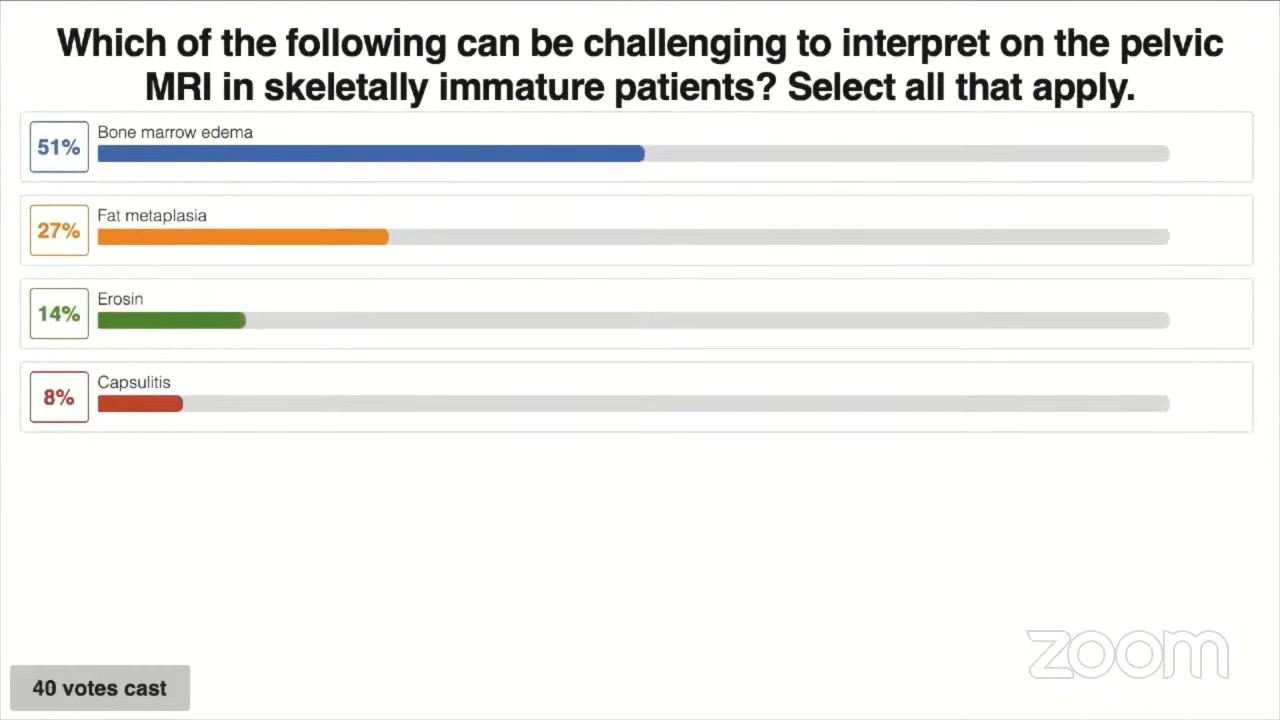 Which of the following can be challenging to interpret on the pelvic
MRI in skeletally immature patients? Select all that apply.
51%
Bone marrow edema
27%
Fat metaplasia
14%
Erosin
8%
Capsulitis
zoom
40 votes cast